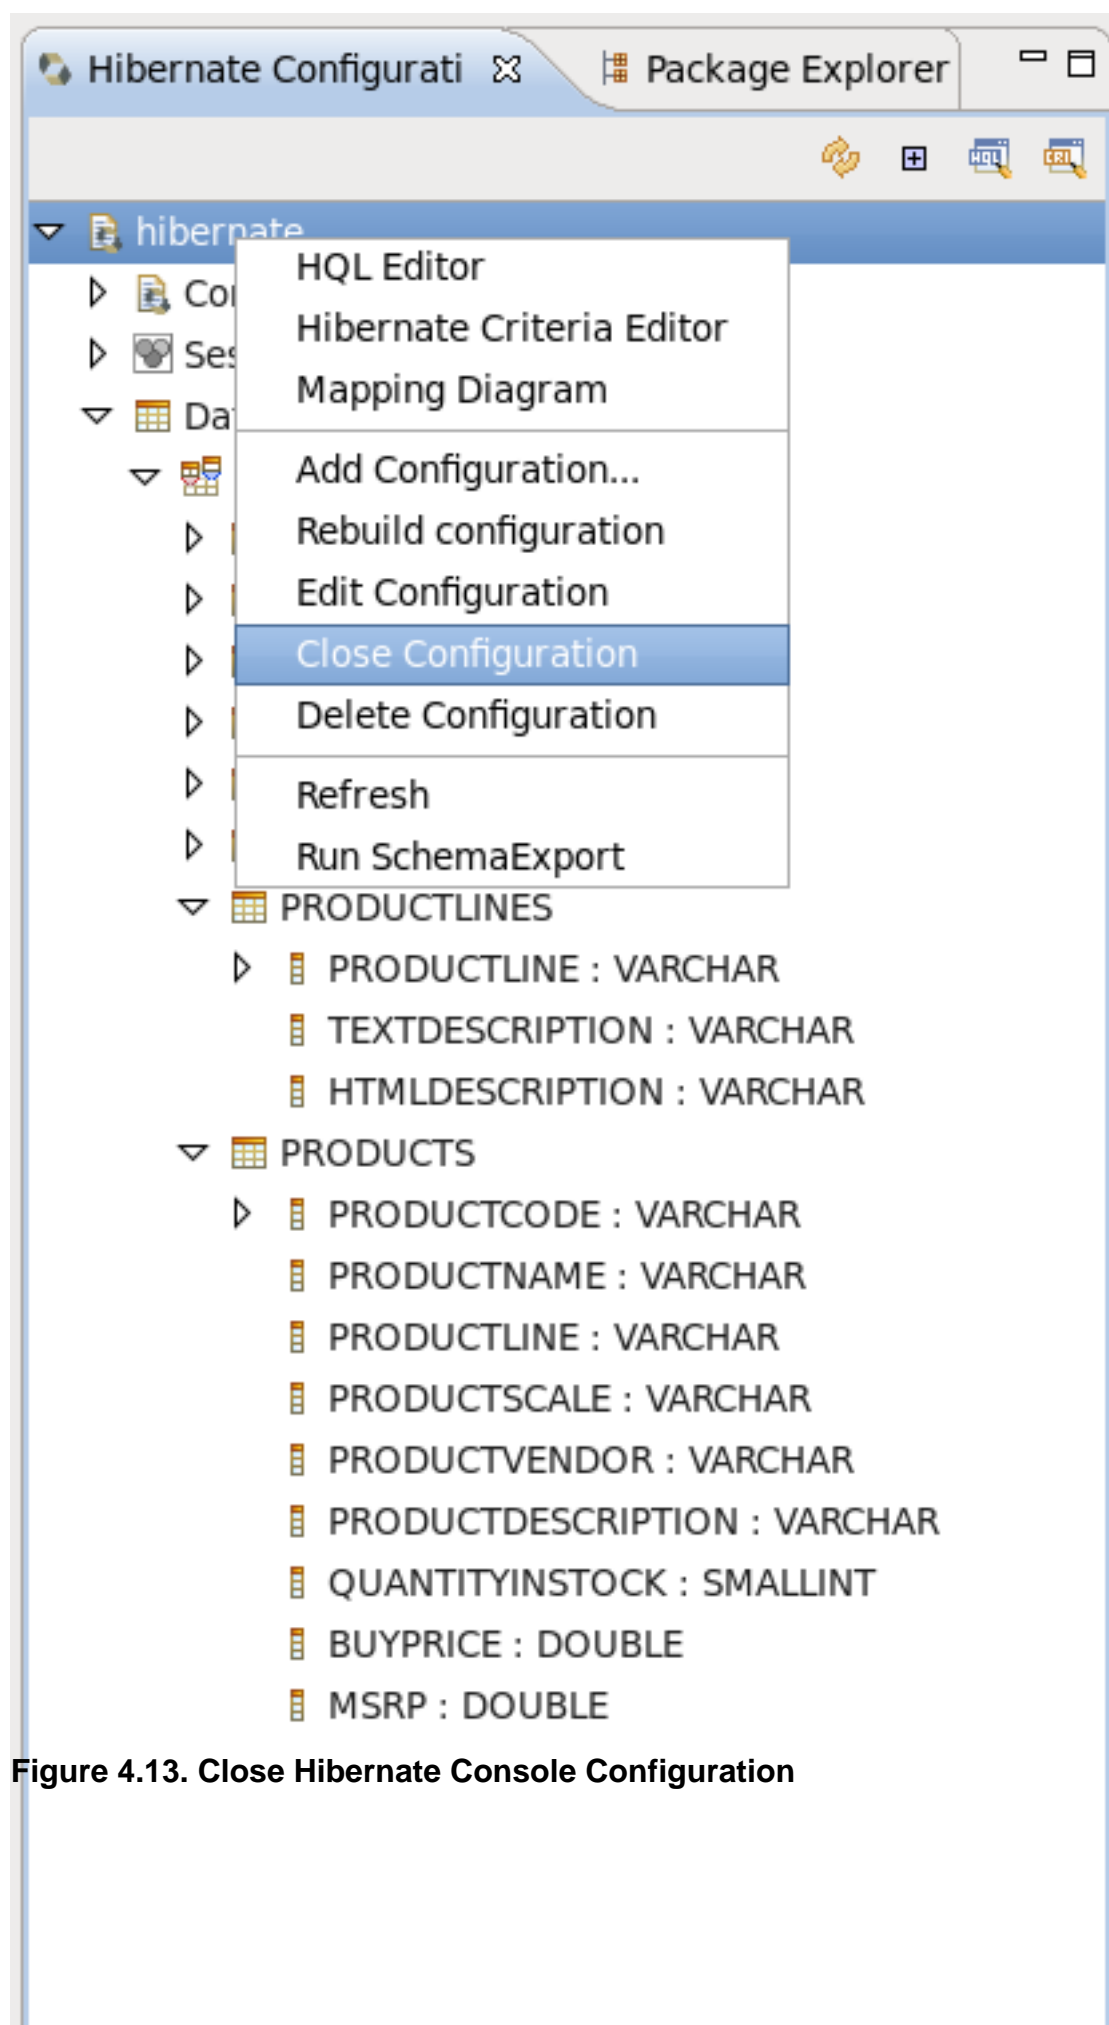 Hibernate Configurati
Package Explorer
HQL
CRI
hibernate
HQL Editor
Hibernate Criteria Editor
Mapping Diagram
Add Configuration...
Rebuild configuration
Edit Configuration
Close Configuration
Delete Configuration
Refresh
Run SchemaExport
PRODUCTLINES
PRODUCTLINE : VARCHAR
TEXTDESCRIPTION : VARCHAR
HTMLDESCRIPTION : VARCHAR
PRODUCTS
PRODUCTCODE : VARCHAR
PRODUCTNAME : VARCHAR
PRODUCTLINE : VARCHAR
PRODUCTSCALE : VARCHAR
PRODUCTVENDOR : VARCHAR
PRODUCTDESCRIPTION : VARCHAR
QUANTITYINSTOCK : SMALLINT
BUYPRICE : DOUBLE
MSRP : DOUBLE
Figure 4.13. Close Hibernate Console Configuration